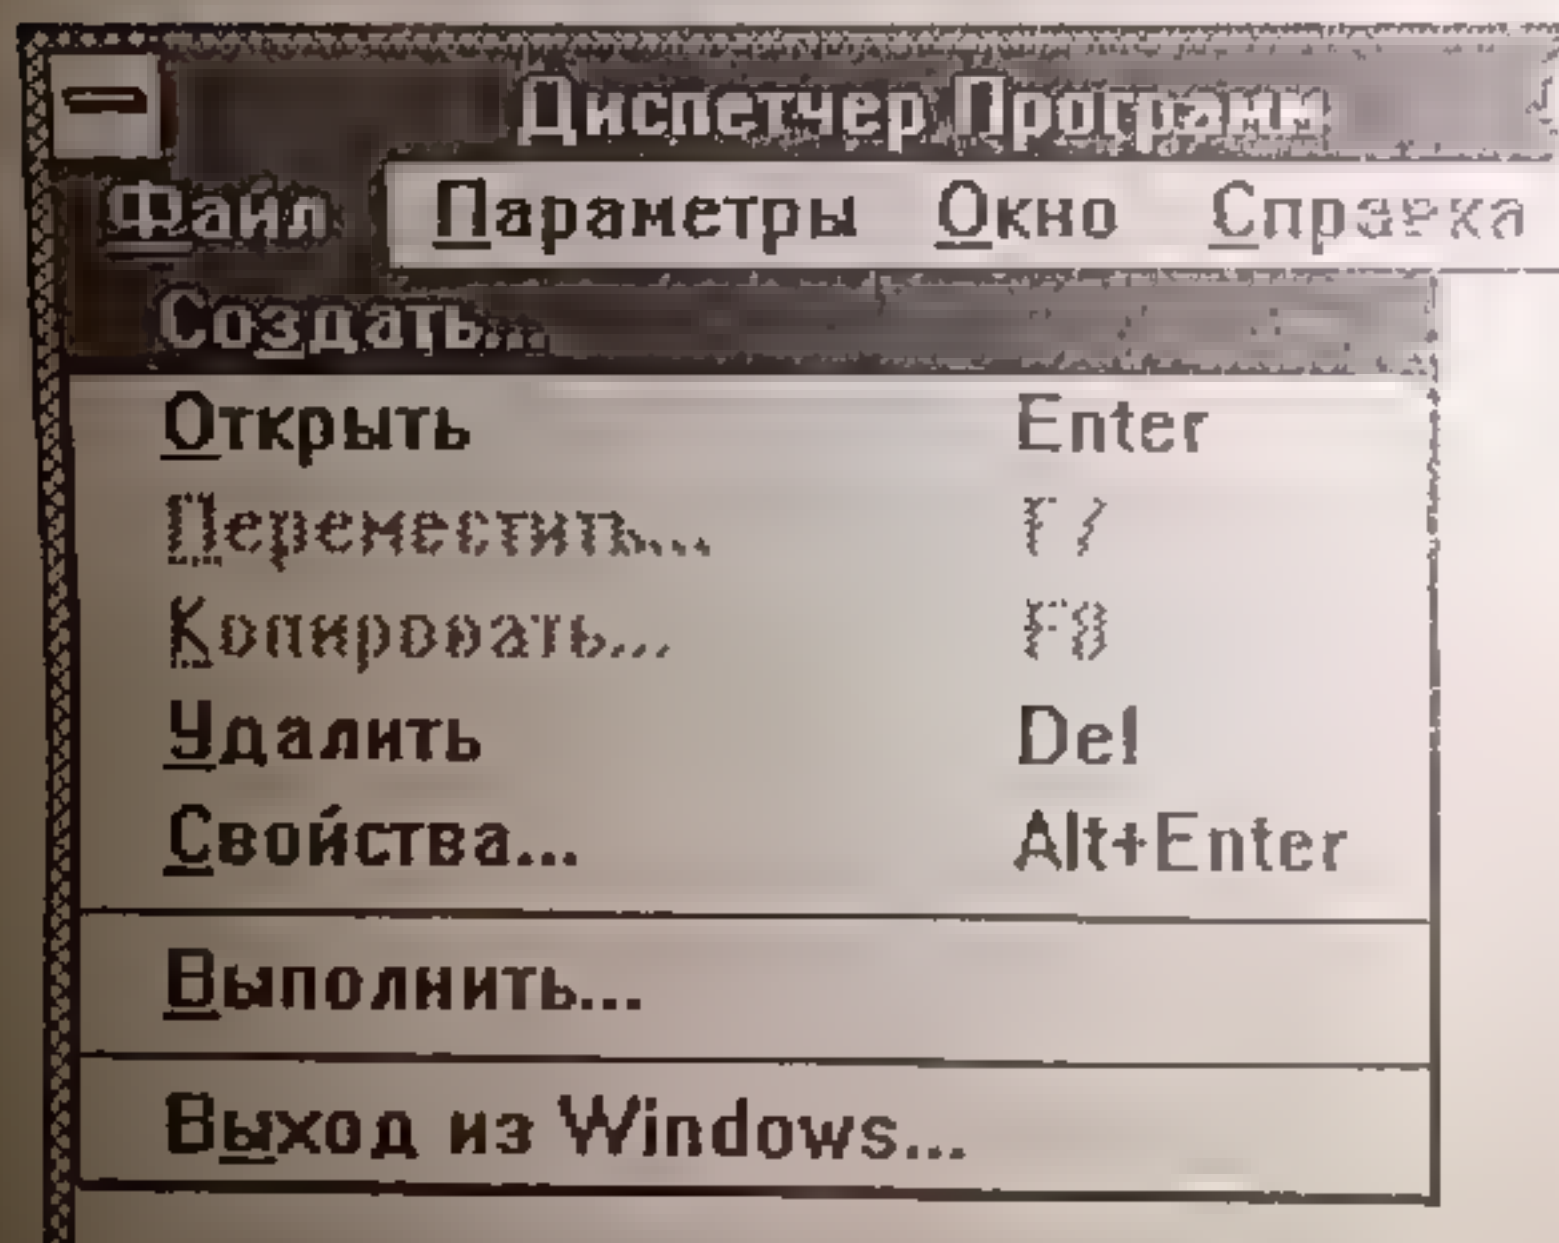 Диспетчер Программ
Файл Параметры Окно Справка
Создать...
Открыть Enter
Переместить... F7
Копировать... F8
Удалить Del
Свойства... Alt+Enter
Выполнить...
Выход из Windows...